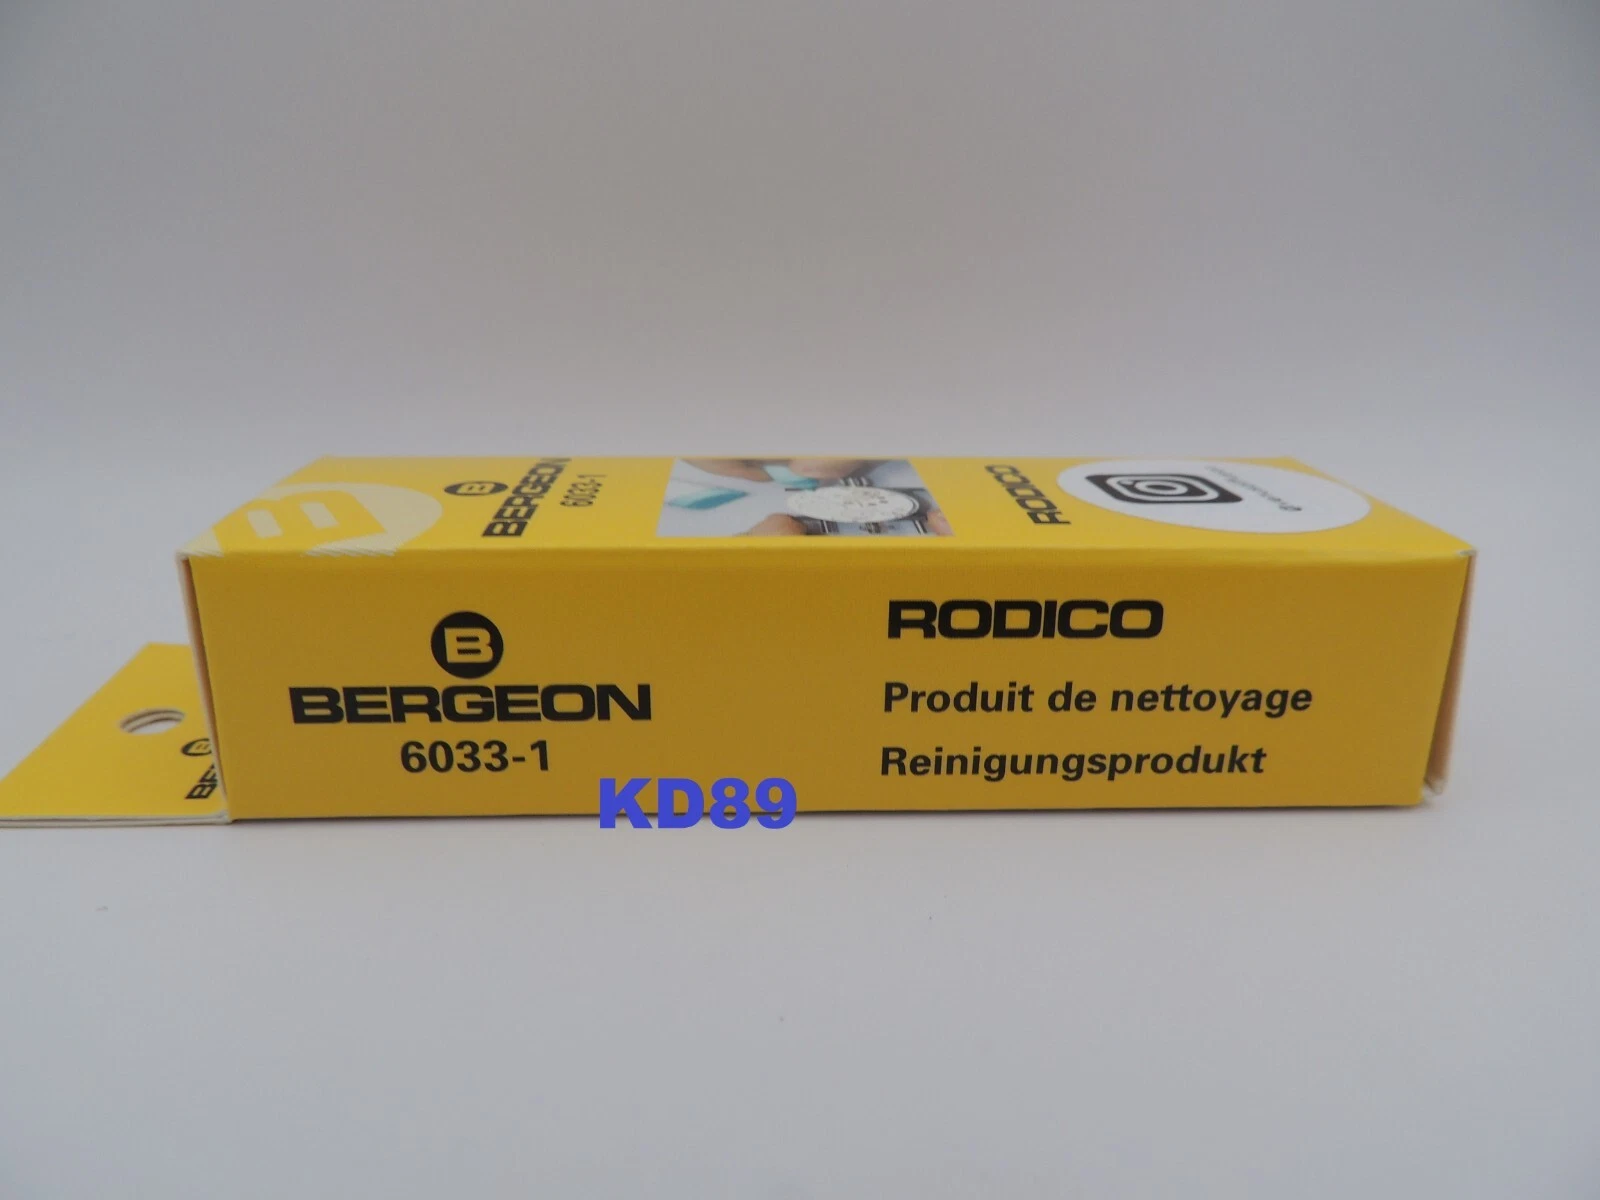 B
BERGEON
6033-1
RODICO
B
BERGEON
6033-1
RODICO
Produit de nettoyage
Reinigungsprodukt
KD89